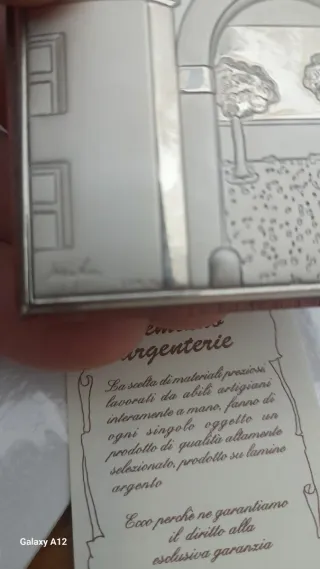 argenterie
La scelta di materiali preziosi,
lavorati da abili artigiani
interamente a mano, fanno di
ogni singolo oggetto un
prodotto di qualità altamente
selezionato, prodotto su lamine
argento
Ecco perchè ne garantiamo
il diritto alla
esclusiva garanzia
Galaxy A12